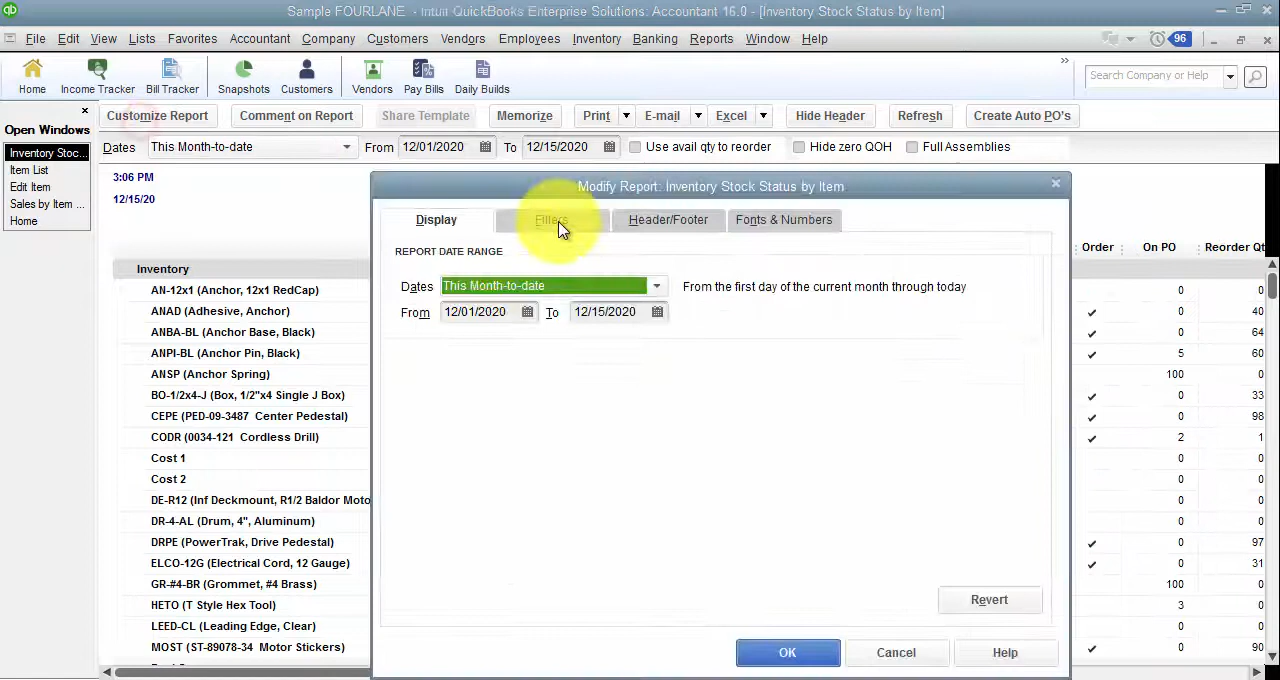 Sample FOURLANE - Intuit QuickBooks Enterprise Solutions: Accountant 16.0 - [Inventory Stock Status by Item]
File Edit View Lists Favorites Accountant Company Customers Vendors Employees Inventory Banking Reports Window Help
96
Home Income Tracker Bill Tracker Snapshots Customers Vendors Pay Bills Daily Builds
Search Company or Help
Open Windows
Inventory Stoc...
Item List
Edit Item
Sales by Item ...
Home
Customize Report Comment on Report Share Template Memorize Print E-mail Excel Hide Header Refresh Create Auto PO's
Dates This Month-to-date From 12/01/2020 To 12/15/2020 Use avail qty to reorder Hide zero QOH Full Assemblies
3:06 PM
12/15/20
Order On PO Reorder Qt
Inventory
AN-12x1 (Anchor, 12x1 RedCap) 0 0
ANAD (Adhesive, Anchor) 0 40
ANBA-BL (Anchor Base, Black) 0 64
ANPI-BL (Anchor Pin, Black) 5 60
ANSP (Anchor Spring) 100 0
BO-1/2x4-J (Box, 1/2"x4 Single J Box) 0 33
CEPE (PED-09-3487 Center Pedestal) 0 98
CODR (0034-121 Cordless Drill) 2 1
Cost 1 0 0
Cost 2 0 0
DE-R12 (Inf Deckmount, R1/2 Baldor Moto 0 0
DR-4-AL (Drum, 4", Aluminum) 0 0
DRPE (PowerTrak, Drive Pedestal) 0 97
ELCO-12G (Electrical Cord, 12 Gauge) 0 31
GR-#4-BR (Grommet, #4 Brass) 100 0
HETO (T Style Hex Tool) 3 0
LEED-CL (Leading Edge, Clear) 0 0
MOST (ST-89078-34 Motor Stickers) 0 90
Modify Report: Inventory Stock Status by Item
Display Filters Header/Footer Fonts & Numbers
REPORT DATE RANGE
Dates This Month-to-date From the first day of the current month through today
From 12/01/2020 To 12/15/2020
Revert
OK Cancel Help